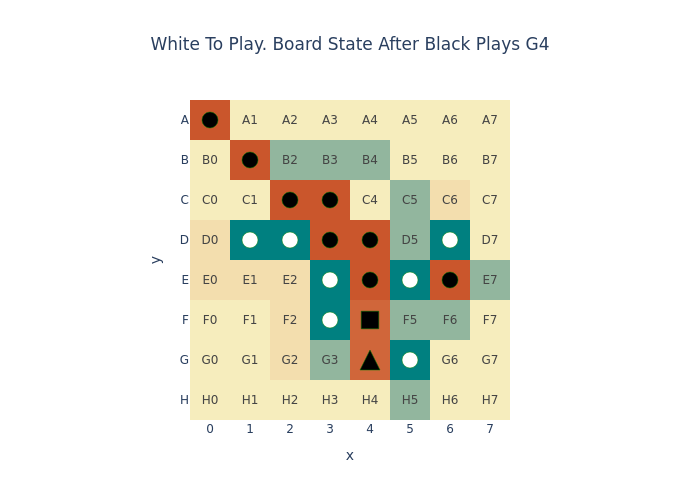 White To Play. Board State After Black Plays G4
A A1 A2 A3 A4 A5 A6 A7
B B0 B2 B3 B4 B5 B6 B7
C C0 C1 C4 C5 C6 C7
D D0 D5 D7
E E0 E1 E2 E7
F F0 F1 F2 F5 F6 F7
G G0 G1 G2 G3 G6 G7
H H0 H1 H2 H3 H4 H5 H6 H7
0 1 2 3 4 5 6 7
x
y